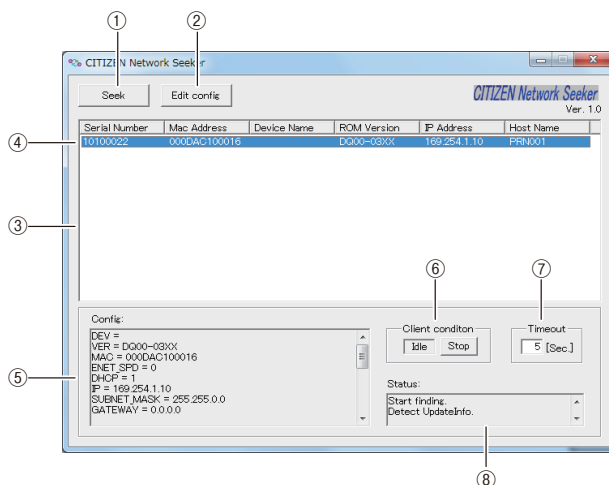 ① ②
CITIZEN Network Seeker
Seek Edit config CITIZEN Network Seeker
Ver. 1.0
Serial Number Mac Address Device Name ROM Version IP Address Host Name
④ 10100022 000DAC100016 DQ00-03XX 169.254.1.10 PRN001
③
⑥ ⑦
Config:
DEV =
VER = DQ00-03XX
MAC = 000DAC100016
ENET_SPD = 0
DHCP = 1
IP = 169.254.1.10
SUBNET_MASK = 255.255.0.0
GATEWAY = 0.0.0.0
⑤
Client conditon
Idle Stop
Timeout
5 [Sec.]
Status:
Start finding.
Detect UpdateInfo.
⑧